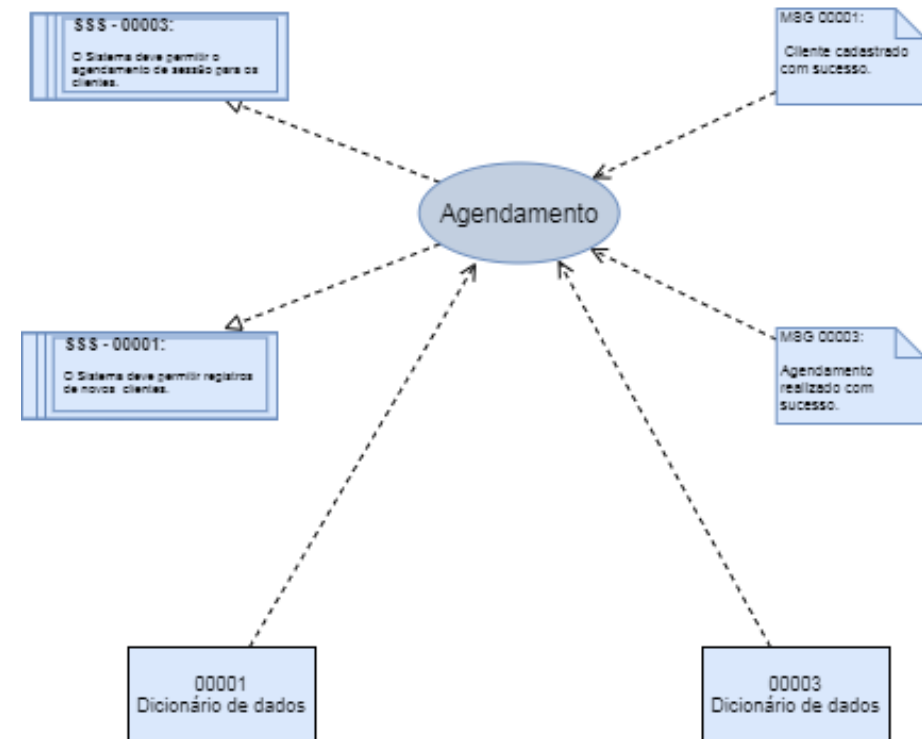 SSS - 00003:
O Sistema deve permitir o
agendamento de sessão para os
clientes.
MSG 00001:
Cliente cadastrado
com sucesso.
Agendamento
SSS - 00001:
O Sistema deve permitir registros
de novos clientes.
MSG 00003:
Agendamento
realizado com
sucesso.
00001
Dicionário de dados
00003
Dicionário de dados